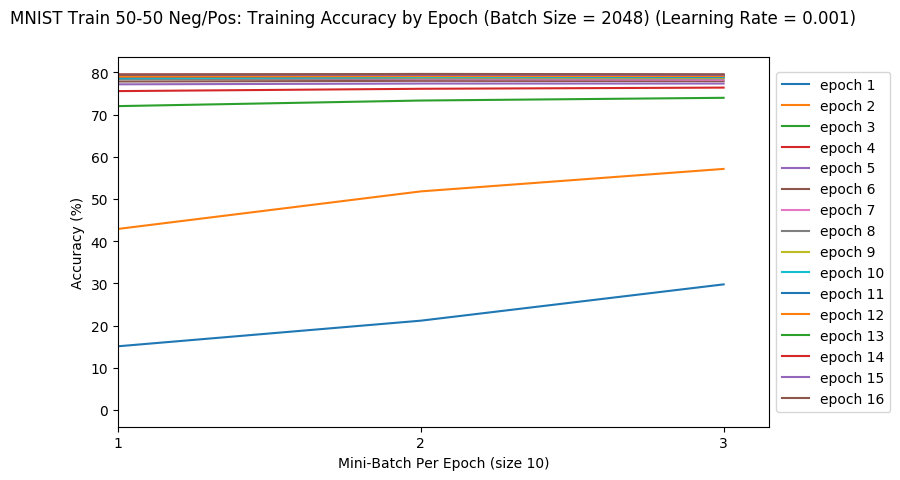 MNIST Train 50-50 Neg/Pos: Training Accuracy by Epoch (Batch Size = 2048) (Learning Rate = 0.001)
80
70
60
50
40
30
20
10
0
Accuracy (%)
1
2
3
Mini-Batch Per Epoch (size 10)
epoch 1
epoch 2
epoch 3
epoch 4
epoch 5
epoch 6
epoch 7
epoch 8
epoch 9
epoch 10
epoch 11
epoch 12
epoch 13
epoch 14
epoch 15
epoch 16